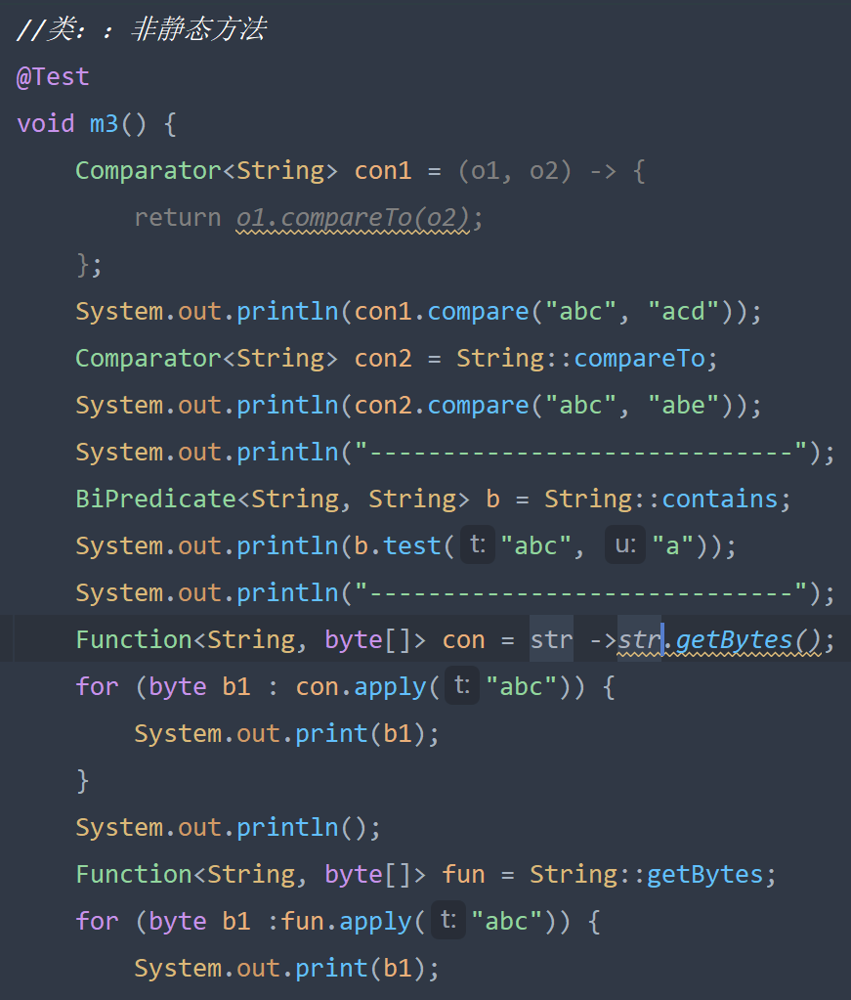 //类：：非静态方法
@Test
void m3() {
    Comparator<String> con1 = (o1, o2) -> {
        return o1.compareTo(o2);
    };
    System.out.println(con1.compare("abc", "acd"));
    Comparator<String> con2 = String::compareTo;
    System.out.println(con2.compare("abc", "abe"));
    System.out.println("-----------------------------");
    BiPredicate<String, String> b = String::contains;
    System.out.println(b.test( t: "abc", u: "a"));
    System.out.println("-----------------------------");
    Function<String, byte[]> con = str ->str.getBytes();
    for (byte b1 : con.apply( t: "abc")) {
        System.out.print(b1);
    }
    System.out.println();
    Function<String, byte[]> fun = String::getBytes;
    for (byte b1 :fun.apply( t: "abc")) {
        System.out.print(b1);